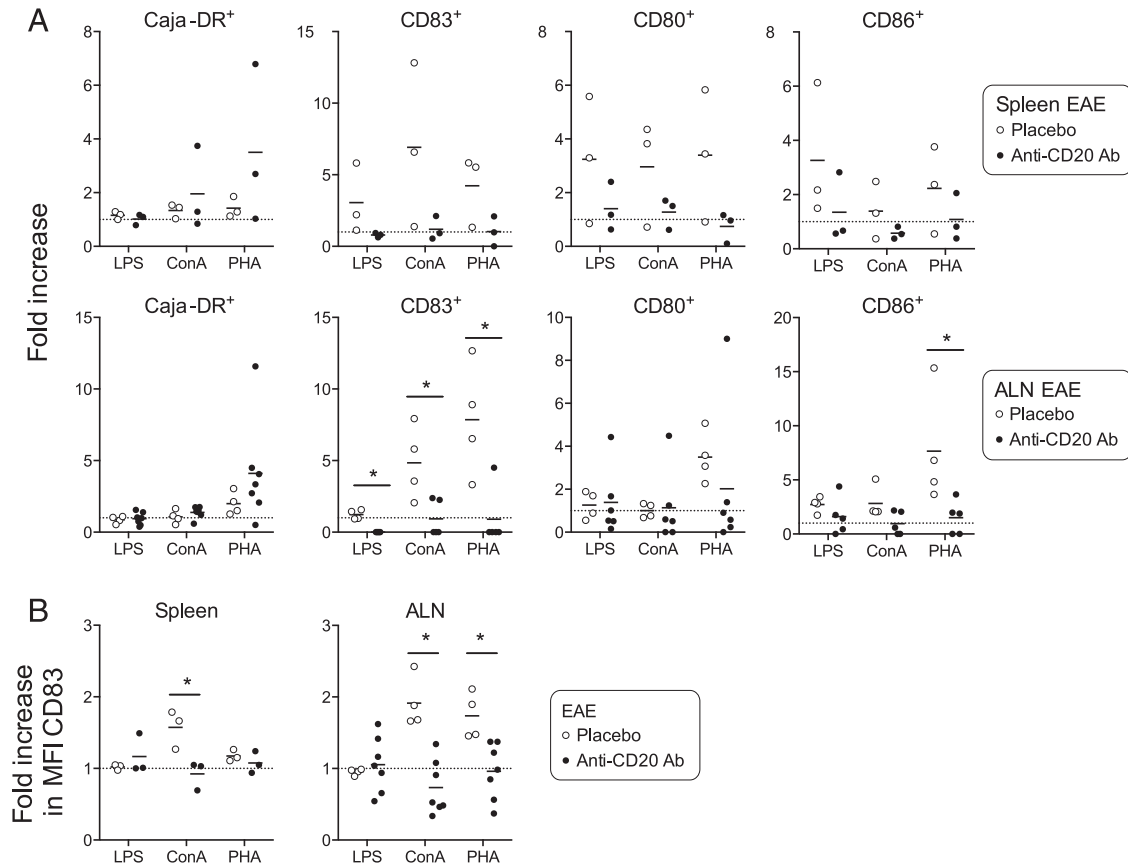 A
Caja-DR+
CD83+
CD80+
CD86+
Fold increase
8
6
4
2
0
LPS
ConA
PHA
15
10
5
0
LPS
ConA
PHA
8
6
4
2
0
LPS
ConA
PHA
8
6
4
2
0
LPS
ConA
PHA
Spleen EAE
Placebo
Anti-CD20 Ab
Caja-DR+
CD83+
CD80+
CD86+
15
10
5
0
LPS
ConA
PHA
15
10
5
0
*
*
*
LPS
ConA
PHA
10
8
6
4
2
0
LPS
ConA
PHA
20
15
10
5
0
*
LPS
ConA
PHA
ALN EAE
Placebo
Anti-CD20 Ab
B
Spleen
ALN
Fold increase
in MFI CD83
3
2
1
0
*
LPS
ConA
PHA
3
2
1
0
*
*
LPS
ConA
PHA
EAE
Placebo
Anti-CD20 Ab